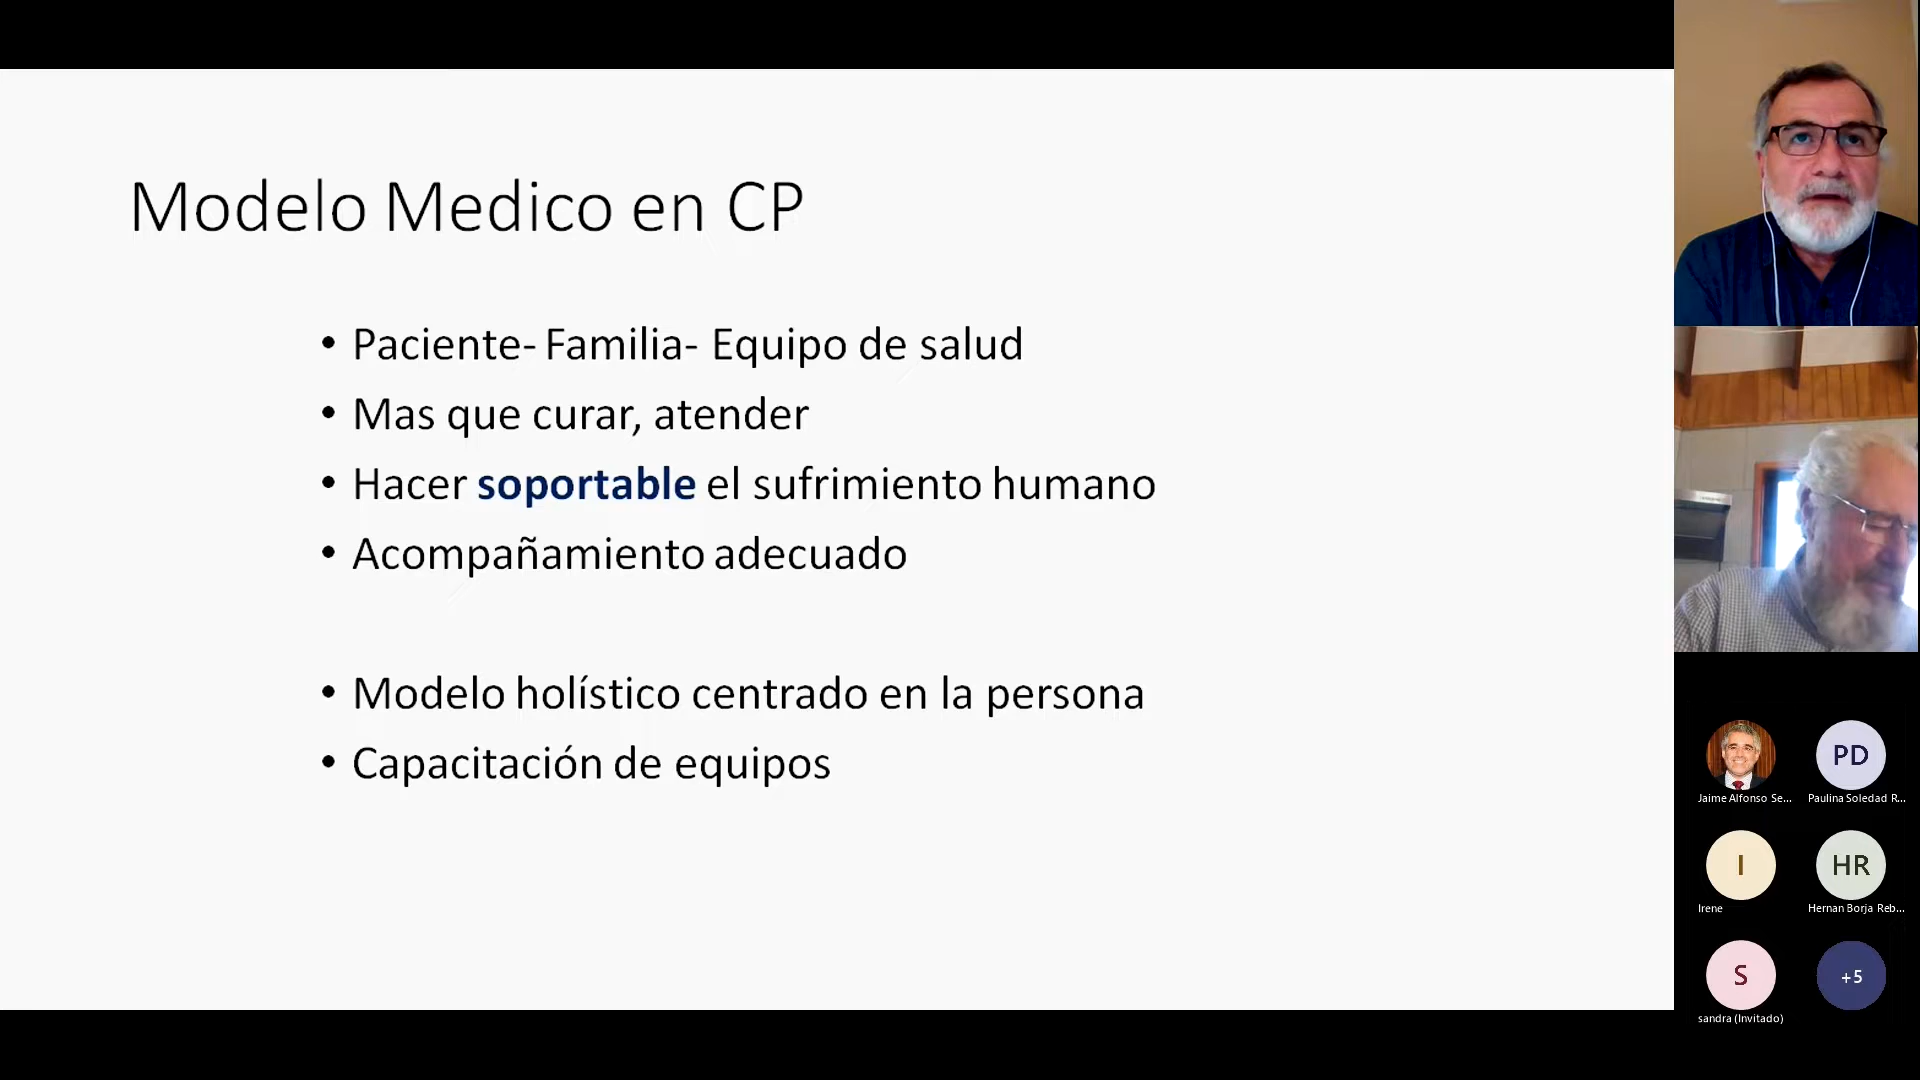 Modelo Medico en CP
• Paciente- Familia- Equipo de salud
• Mas que curar, atender
• Hacer soportable el sufrimiento humano
• Acompañamiento adecuado
• Modelo holístico centrado en la persona
• Capacitación de equipos
Jaime Alfonso Se...
PD
Paulina Soledad R...
I
Irene
HR
Hernan Borja Reb...
S
sandra (Invitado)
+5